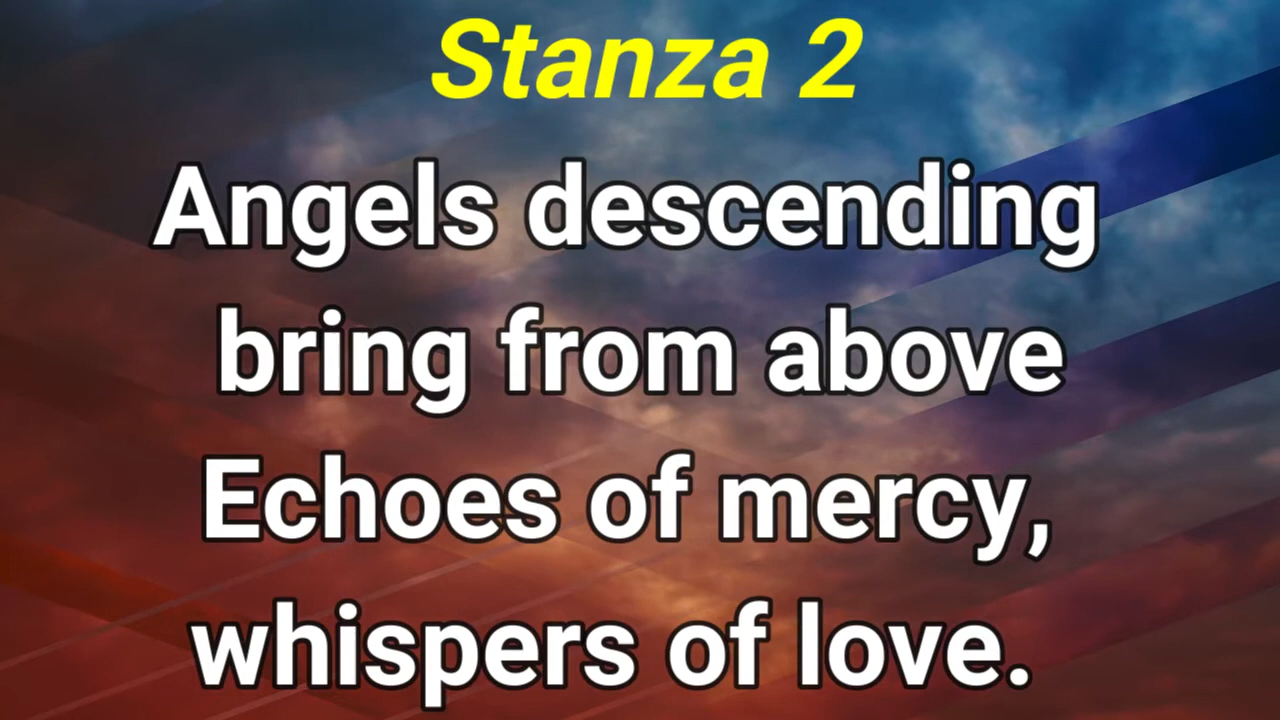 Stanza 2
Angels descending
bring from above
Echoes of mercy,
whispers of love.